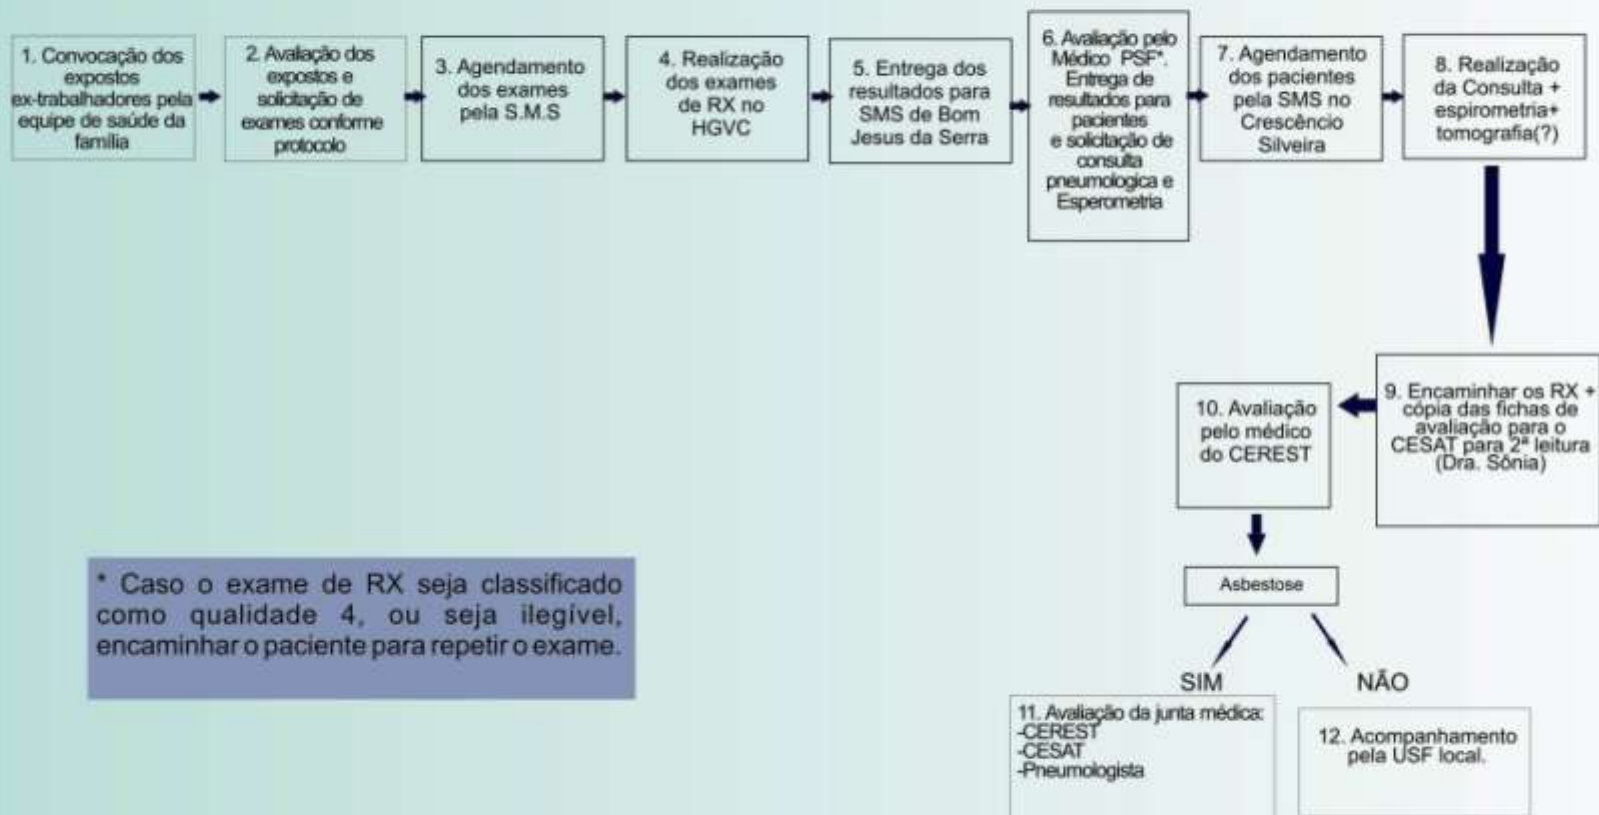 1. Convocação dos
expostos
ex-trabalhadores pela
equipe de saúde da
família
2. Avaliação dos
expostos e
solicitação de
exames conforme
protocolo
3. Agendamento
dos exames
pela S.M.S
4. Realização
dos exames
de RX no
HGVC
5. Entrega dos
resultados para
SMS de Bom
Jesus da Serra
6. Avaliação pelo
Médico PSF*.
Entrega de
resultados para
pacientes
e solicitação de
consulta
pneumologica e
Esperometria
7. Agendamento
dos pacientes
pela SMS no
Crescêncio
Silveira
8. Realização
da Consulta +
espirometria+
tomografia(?)
9. Encaminhar os RX +
cópia das fichas de
avaliação para o
CESAT para 2ª leitura
(Dra. Sônia)
10. Avaliação
pelo médico
do CEREST
Asbestose
SIM
NÃO
11. Avaliação da junta médica:
-CEREST
-CESAT
-Pneumologista
12. Acompanhamento
pela USF local.
* Caso o exame de RX seja classificado
como qualidade 4, ou seja ilegível,
encaminhar o paciente para repetir o exame.